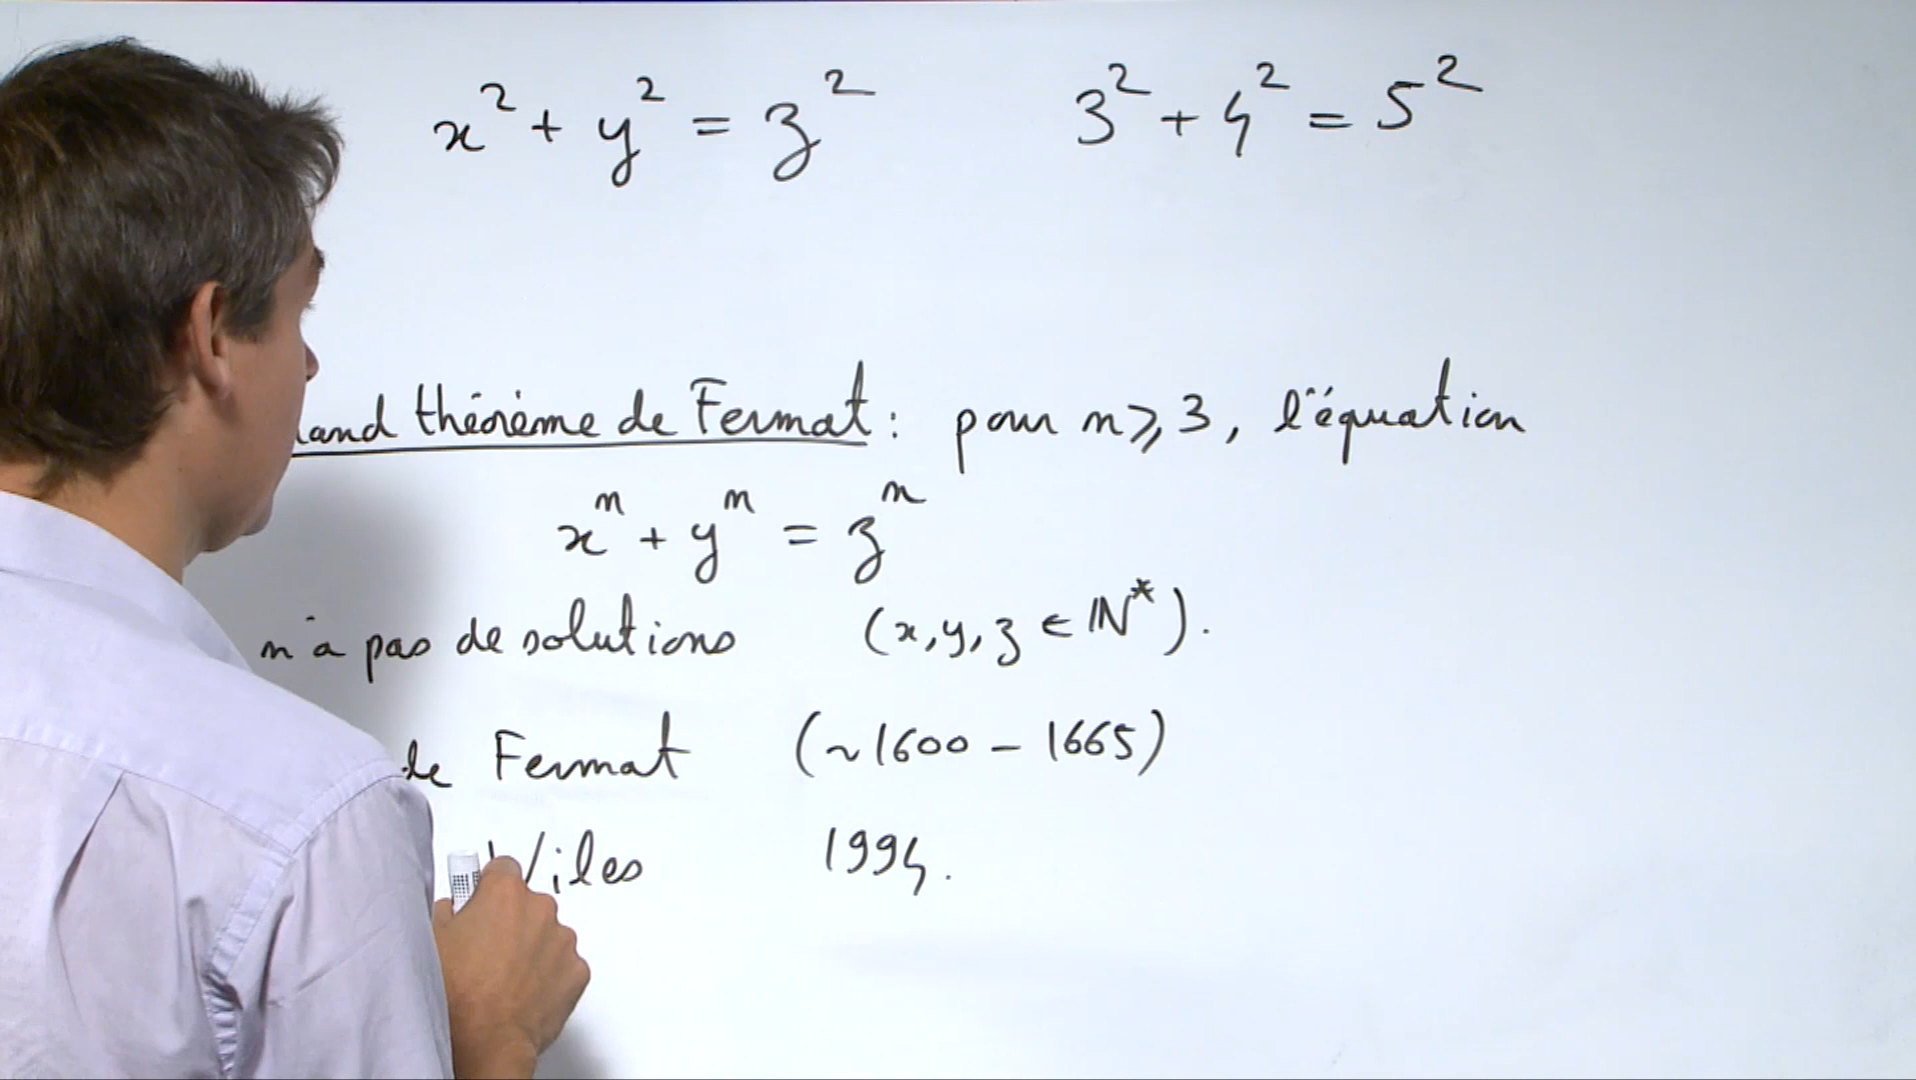 x² + y² = z² 3² + 4² = 5²
and théorème de Fermat : pour n ⩾ 3, l'équation
xⁿ + yⁿ = zⁿ
n'a pas de solutions (x, y, z ∈ ℕ*).
de Fermat (~1600 – 1665)
Wiles 1994.